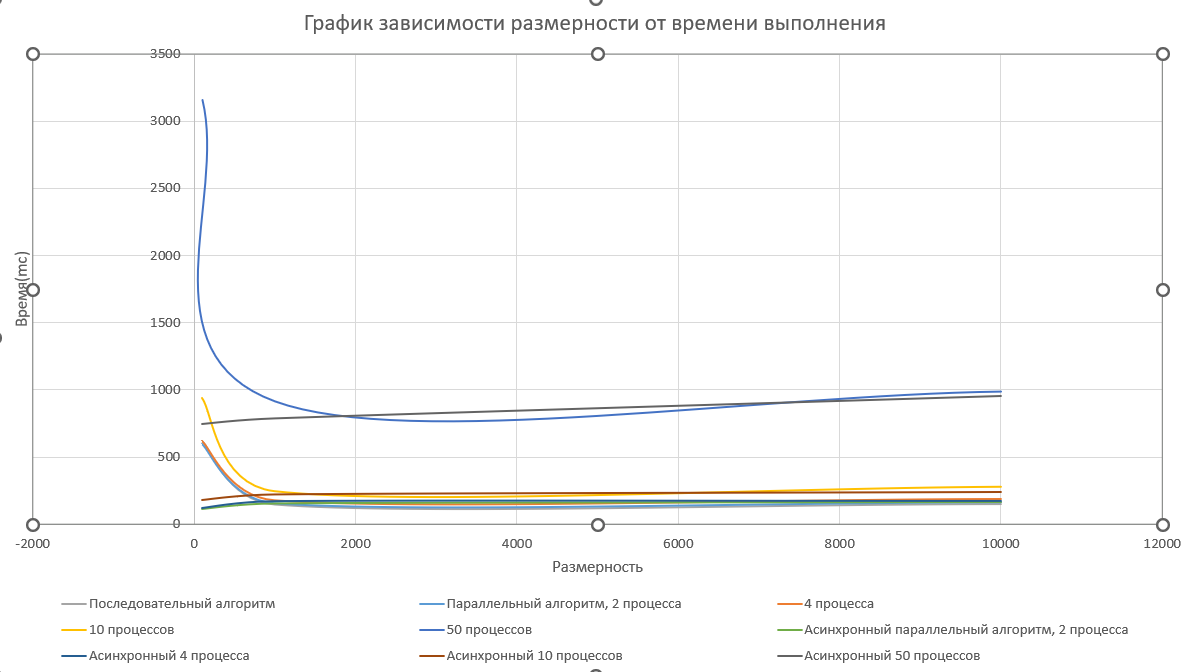 График зависимости размерности от времени выполнения
3500
3000
2500
2000
1500
1000
500
0
Время(mc)
-2000 0 2000 4000 6000 8000 10000 12000
Размерность
Последовательный алгоритм Параллельный алгоритм, 2 процесса 4 процесса
10 процессов 50 процессов Асинхронный параллельный алгоритм, 2 процесса
Асинхронный 4 процесса Асинхронный 10 процессов Асинхронный 50 процессов